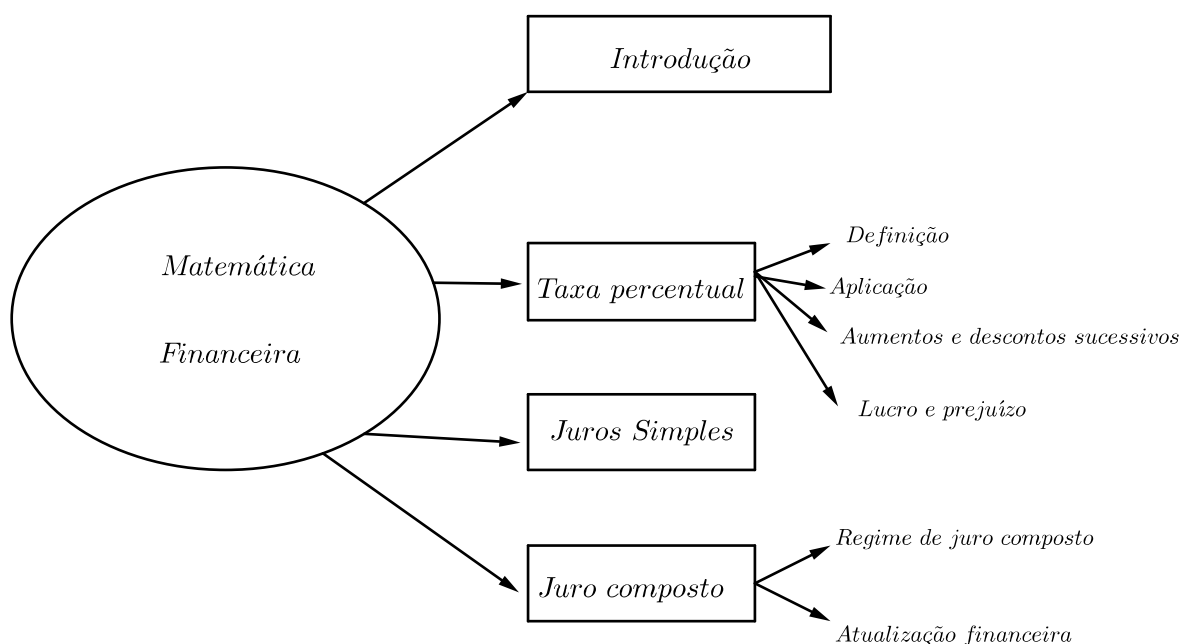 Introdução
Matemática
Financeira
Taxa percentual
Definição
Aplicação
Aumentos e descontos sucessivos
Lucro e prejuízo
Juros Simples
Juro composto
Regime de juro composto
Atualização financeira